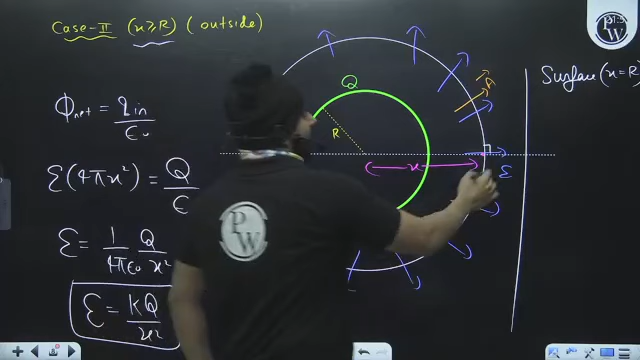 Case-II (x≥R) (outside)
Φnet = qin/ε₀
E(4πx²) = Q/ε
E = 1/4πε₀ Q/x²
E = KQ/x²
Q
R
x
A
E
Surface (x=R)
PW
PW